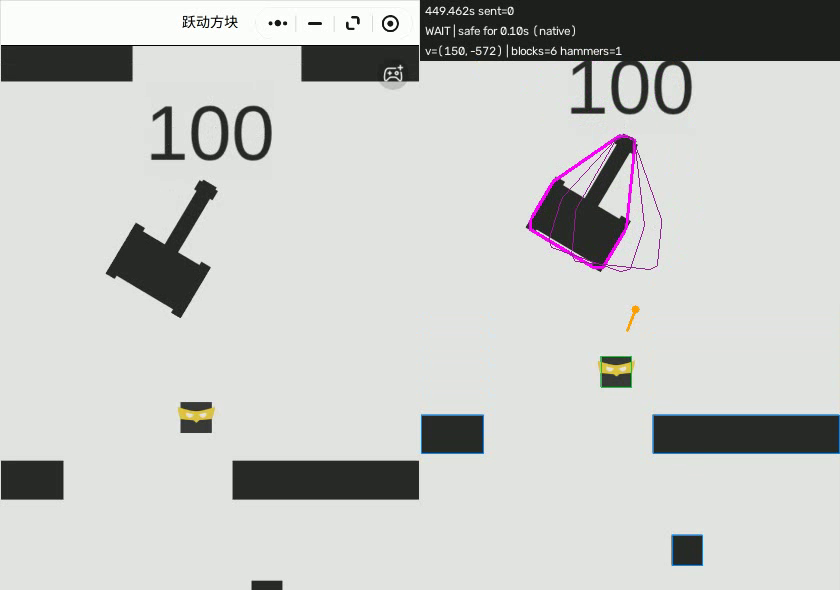 跃动方块
100
449.462s sent=0
WAIT | safe for 0.10s (native)
v=(150,-572) | blocks=6 hammers=1
100